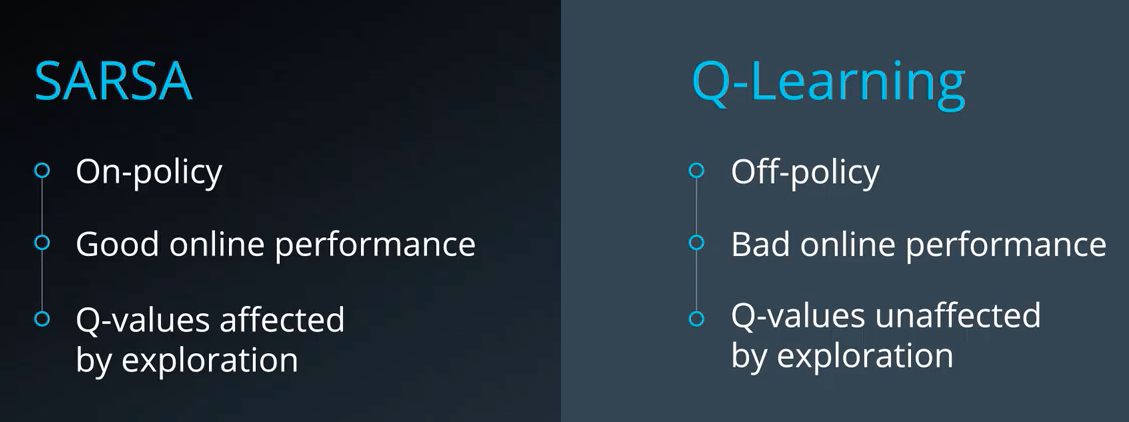 SARSA
On-policy
Good online performance
Q-values affected
by exploration
Q-Learning
Off-policy
Bad online performance
Q-values unaffected
by exploration